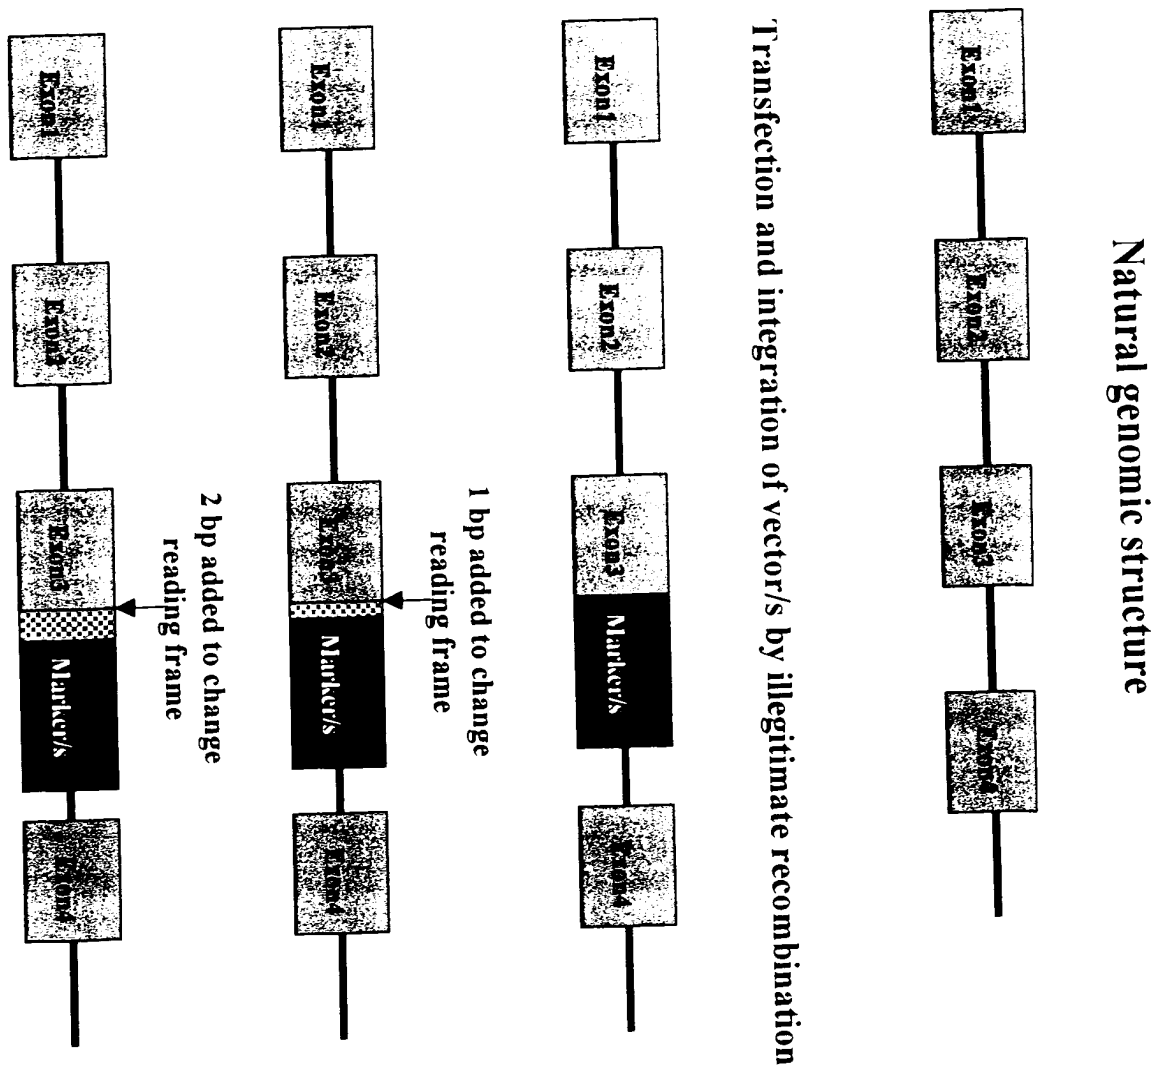 Natural genomic structure
Exon1
Exon2
Exon3
Exon4
Transfection and integration of vector/s by illegitimate recombination
Exon1
Exon2
Exon3
Marker/s
Exon4
1 bp added to change
reading frame
Exon1
Exon2
Exon3
Marker/s
Exon4
2 bp added to change
reading frame
Exon1
Exon2
Exon3
Marker/s
Exon4